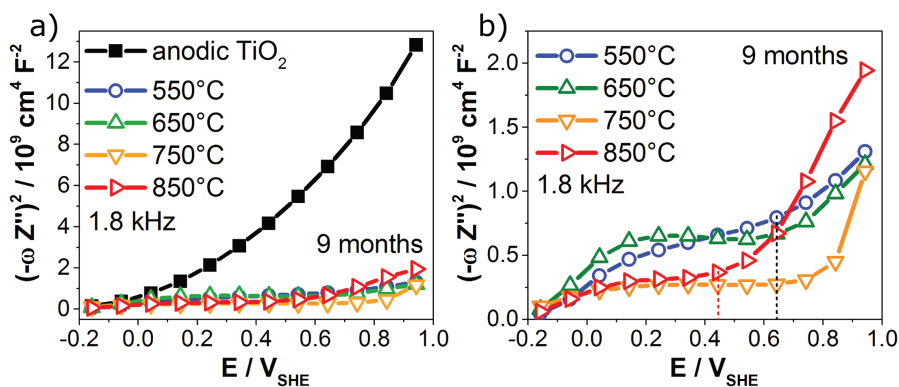 a)
anodic TiO₂
550°C
650°C
750°C
850°C
1.8 kHz
9 months
(-ω Z'')² / 10⁹ cm⁴ F⁻²
12
10
8
6
4
2
0
-0.2 0.0 0.2 0.4 0.6 0.8 1.0
E / V_SHE
b)
9 months
550°C
650°C
750°C
850°C
1.8 kHz
(-ω Z'')² / 10⁹ cm⁴ F⁻²
2.0
1.5
1.0
0.5
0.0
-0.2 0.0 0.2 0.4 0.6 0.8 1.0
E / V_SHE